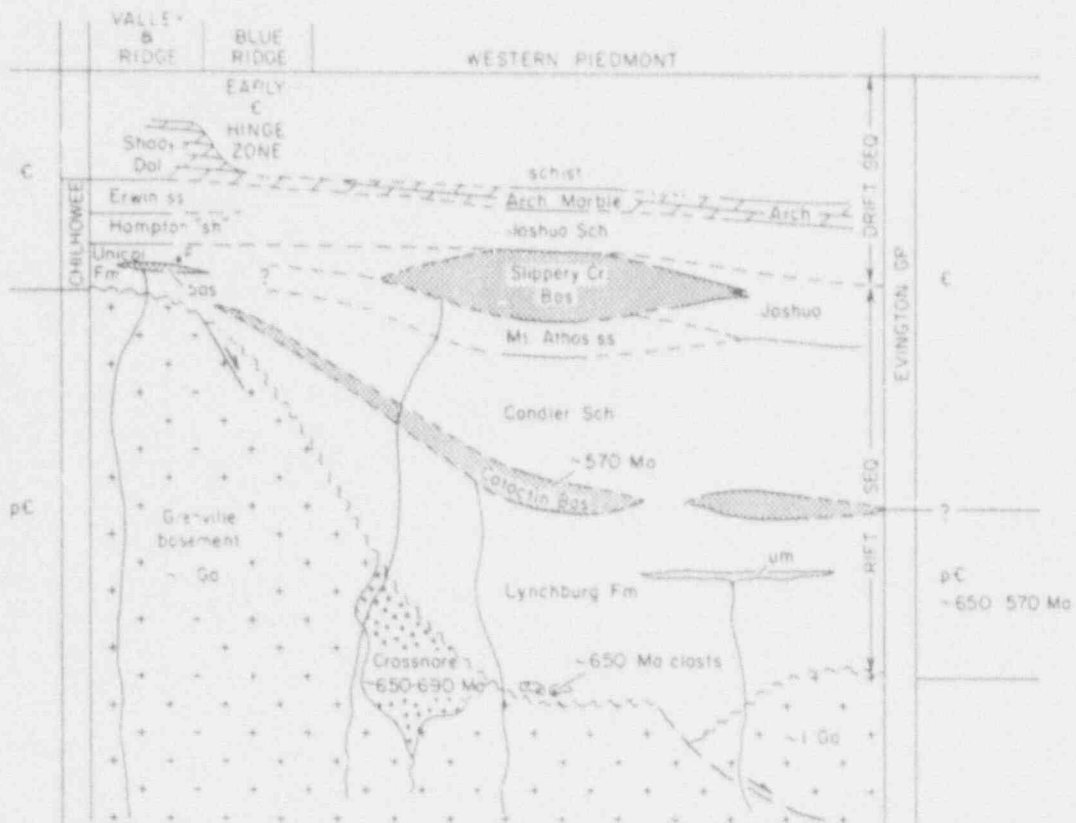 VALLEY
&
RIDGE
BLUE
RIDGE
WESTERN PIEDMONT
EARLY
Є
HINGE
ZONE
Shady
Dol
Є
CHILHOWEE
Erwin ss
Hampton "sh"
Unicoi
Fm
F
bas
?
schist
Arch Marble
Arch
Joshua Sch
Slippery Cr
Bas
Joshua
Mt. Athos ss
Candler Sch
~570 Ma
Catoctin Bas
pЄ
Grenville
basement
Ga
um
Lynchburg Fm
Crossnore
~650-690 Ma
~650 Ma clasts
~1 Ga
DRIFT SEQ
RIFT SEQ
EVINGTON GP
Є
?
pЄ
~650 570 Ma